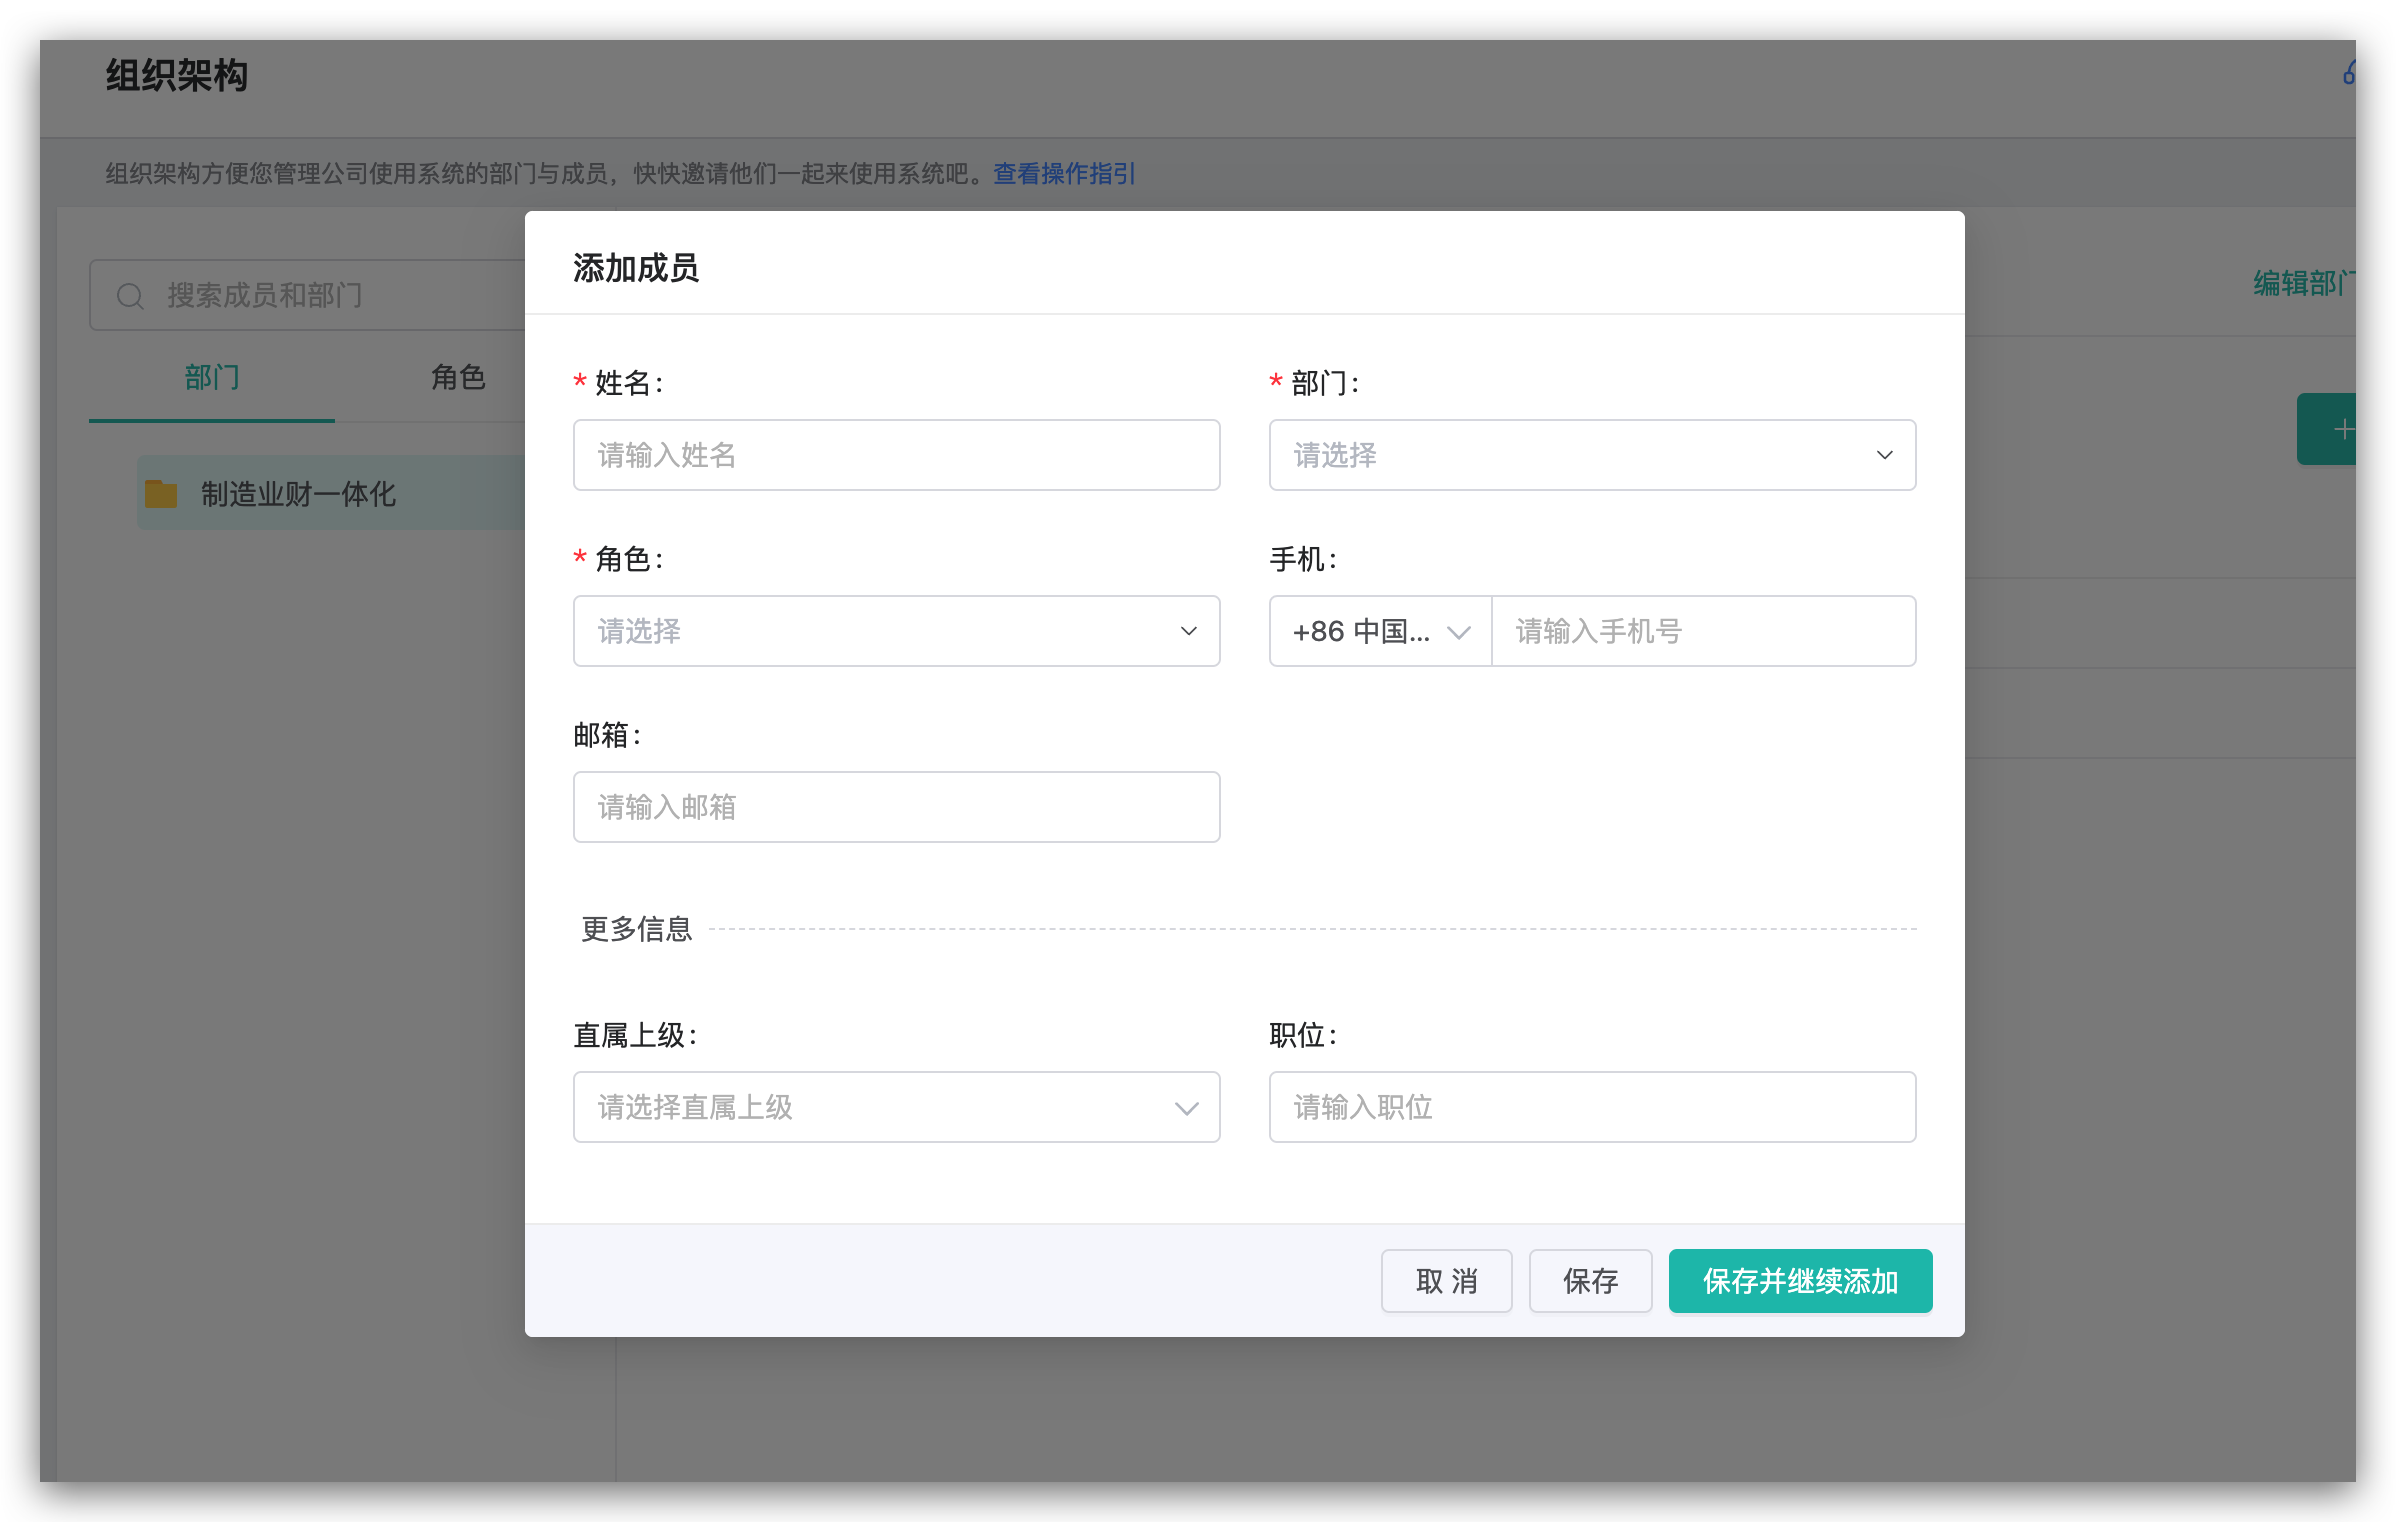 组织架构
组织架构方便您管理公司使用系统的部门与成员，快快邀请他们一起来使用系统吧。查看操作指引
搜索成员和部门
编辑部门
部门 角色
制造业财一体化
添加成员
* 姓名： * 部门：
请输入姓名 请选择
* 角色： 手机：
请选择 +86 中国... 请输入手机号
邮箱：
请输入邮箱
更多信息
直属上级： 职位：
请选择直属上级 请输入职位
取 消 保存 保存并继续添加